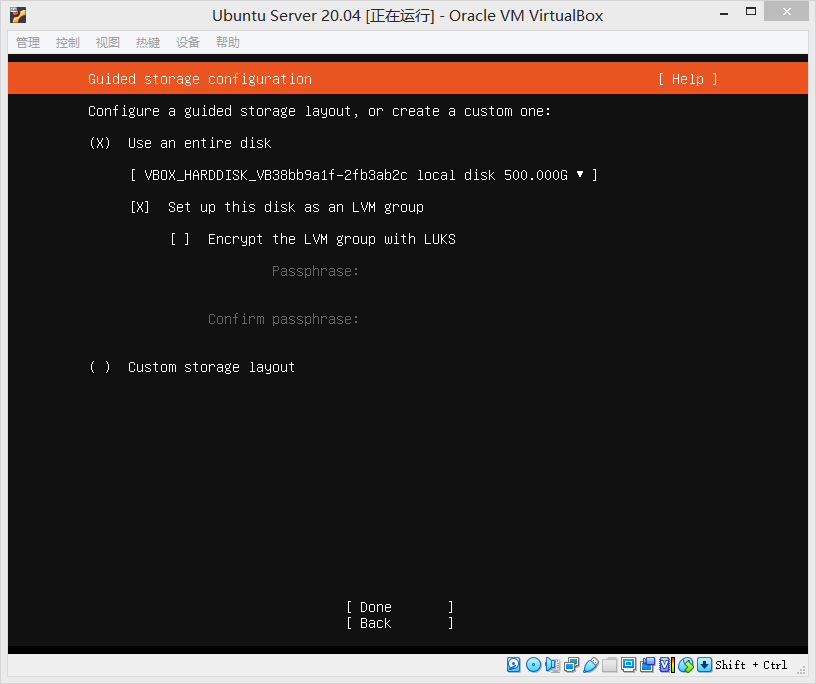 Ubuntu Server 20.04 [正在运行] - Oracle VM VirtualBox
管理 控制 视图 热键 设备 帮助
Guided storage configuration [ Help ]
Configure a guided storage layout, or create a custom one:
(X) Use an entire disk
[ VBOX_HARDDISK_VB38bb9a1f-2fb3ab2c local disk 500.000G ▼ ]
[X] Set up this disk as an LVM group
[ ] Encrypt the LVM group with LUKS
Passphrase:
Confirm passphrase:
( ) Custom storage layout
[ Done ]
[ Back ]
Shift + Ctrl